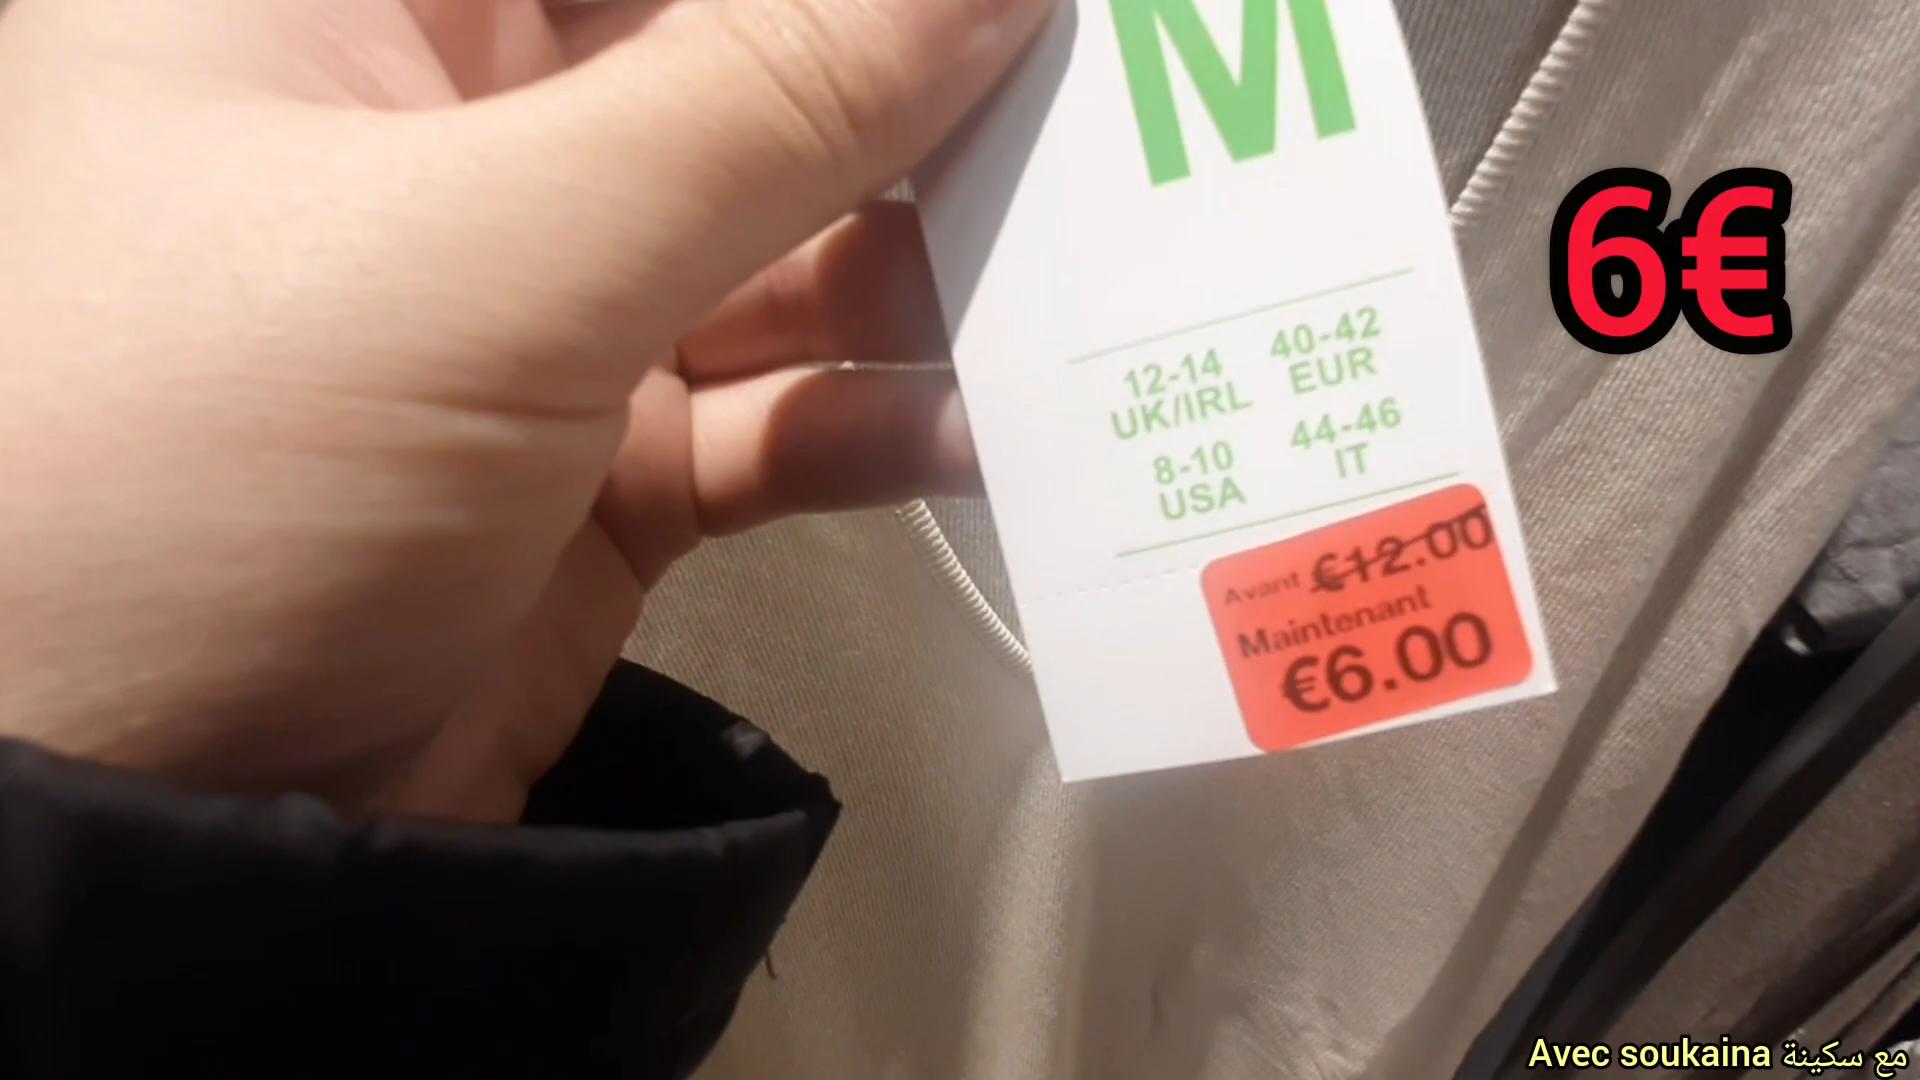 M
6€
12-14
UK/IRL
40-42
EUR
8-10
USA
44-46
IT
Avant €12.00
Maintenant
€6.00
Avec soukaina مع سكينة